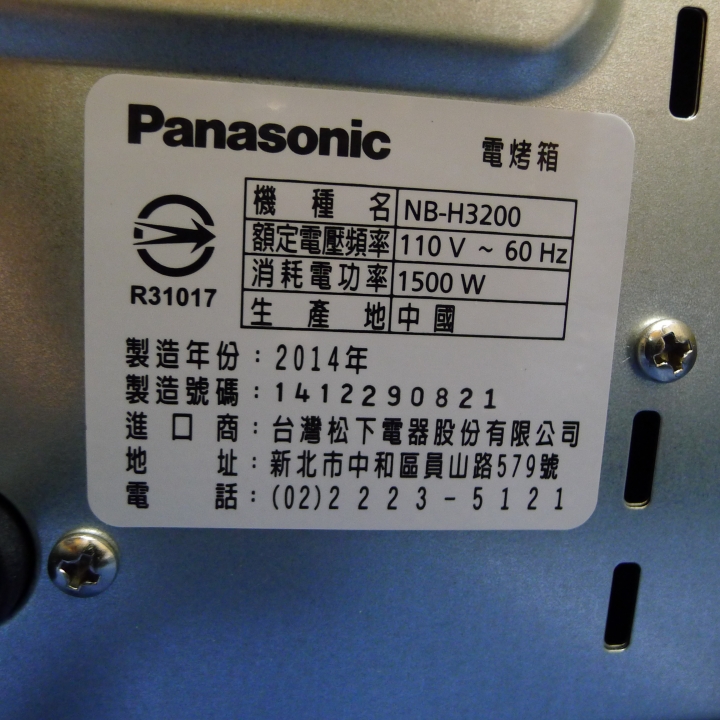 Panasonic
電烤箱
R31017
機種名 NB-H3200
額定電壓頻率 110 V ~ 60 Hz
消耗電功率 1500 W
生產地 中國
製造年份：2014年
製造號碼：1412290821
進口商：台灣松下電器股份有限公司
地址：新北市中和區員山路579號
電話：(02)2223-5121